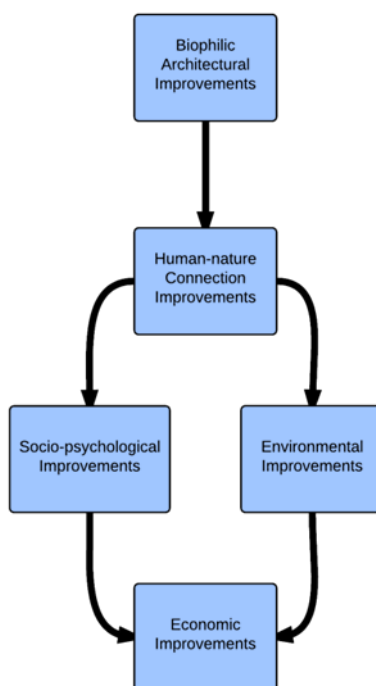 Biophilic
Architectural
Improvements
Human-nature
Connection
Improvements
Socio-psychological
Improvements
Environmental
Improvements
Economic
Improvements